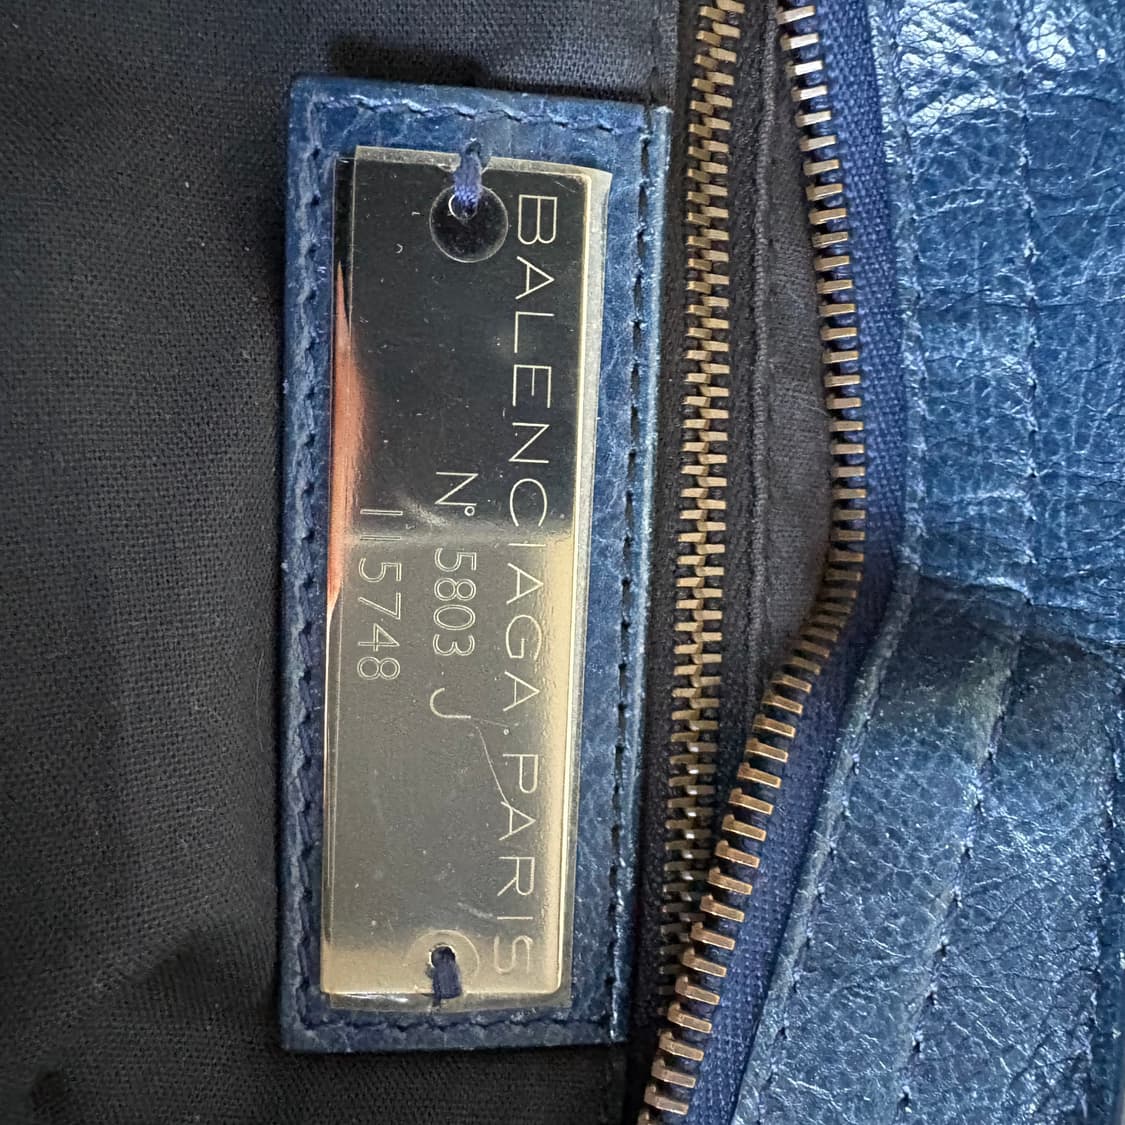 BALENCIAGA. PARIS
N° 5803 J
115748